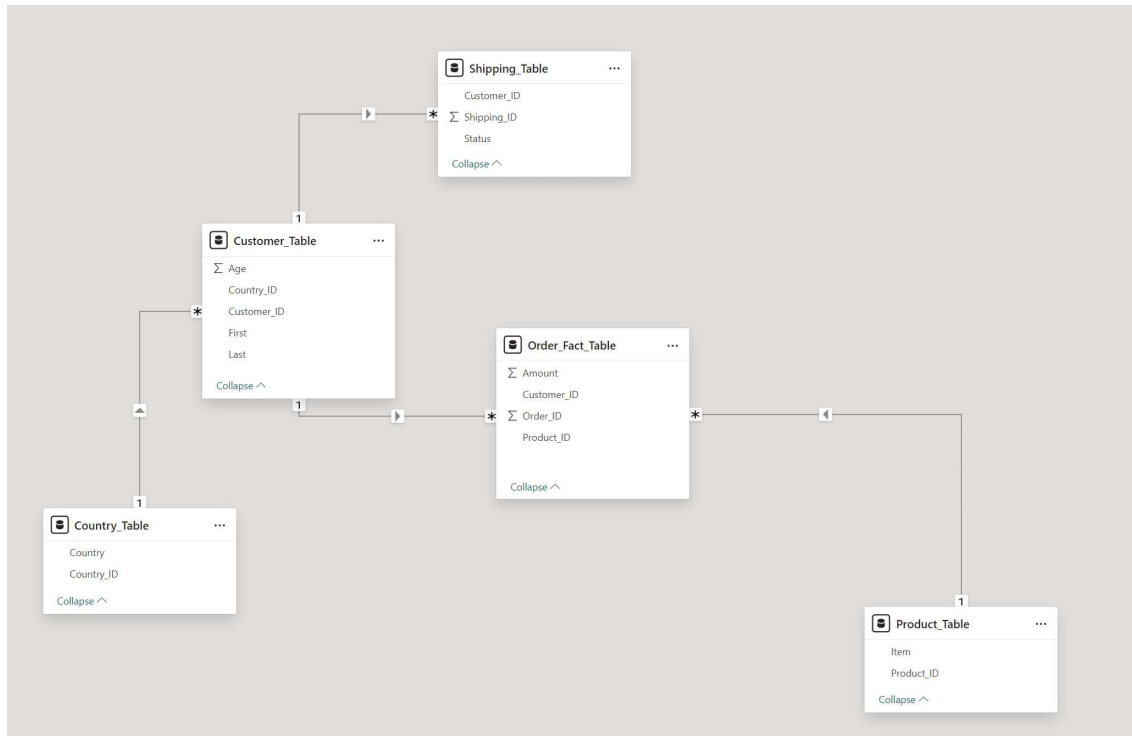 Shipping_Table ...
Customer_ID
∑ Shipping_ID
Status
Collapse
*
1
Customer_Table ...
∑ Age
Country_ID
Customer_ID
First
Last
Collapse
*
1
Order_Fact_Table ...
∑ Amount
Customer_ID
∑ Order_ID
Product_ID
Collapse
*
*
1
Country_Table ...
Country
Country_ID
Collapse
1
Product_Table ...
Item
Product_ID
Collapse